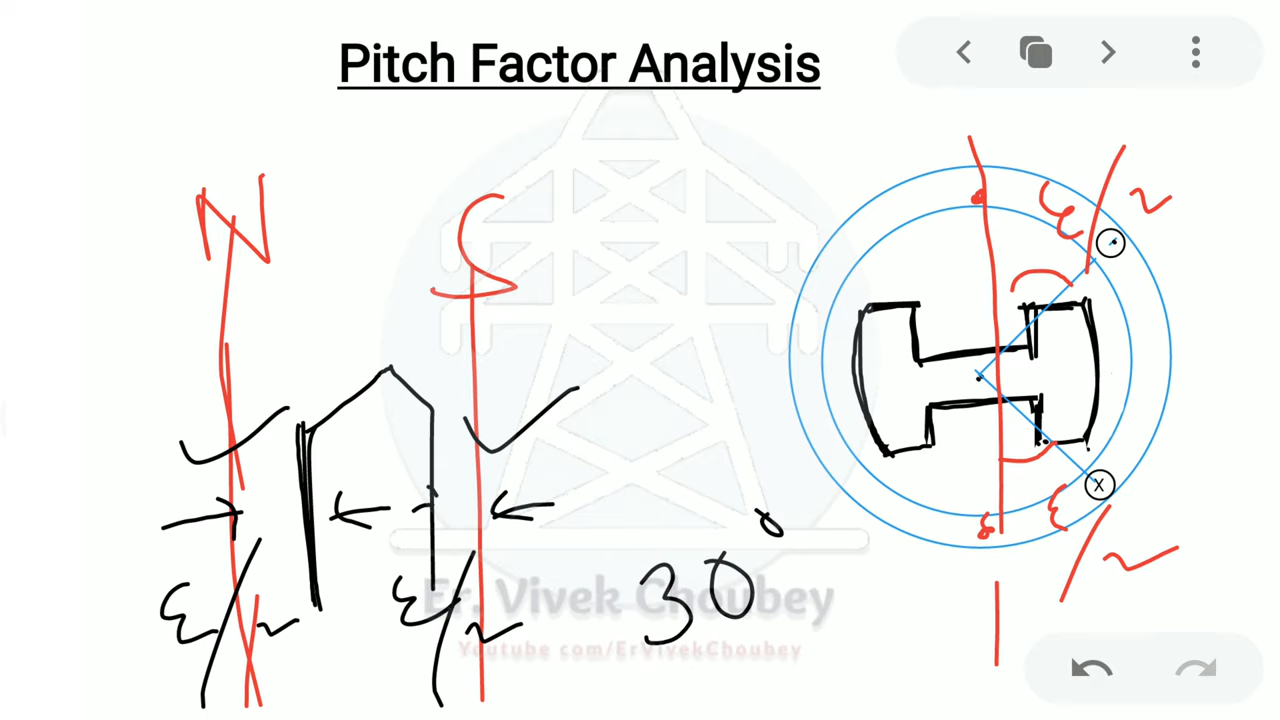 Pitch Factor Analysis
N
S
ε/2
ε/2
ε/2
ε/2
30°
X
Er. Vivek Choubey
Youtube com/ErVivekChoubey